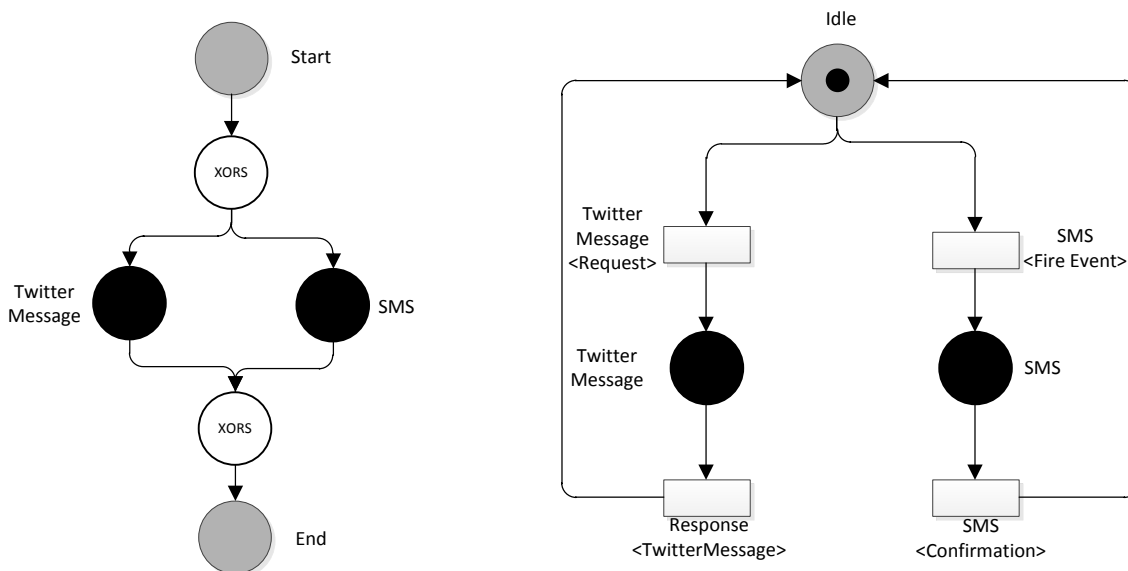 Start
XORS
Twitter
Message
SMS
XORS
End
Idle
Twitter
Message
<Request>
SMS
<Fire Event>
Twitter
Message
SMS
Response
<TwitterMessage>
SMS
<Confirmation>